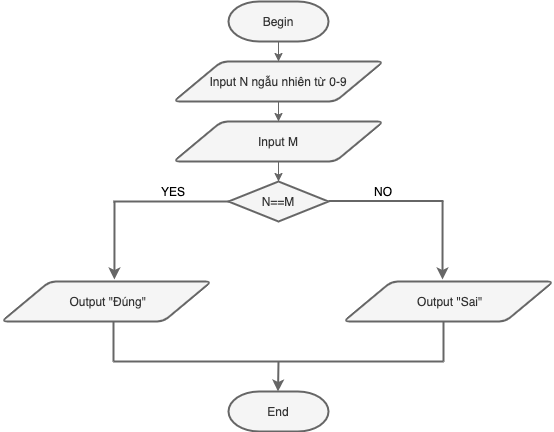 Begin
Input N ngẫu nhiên từ 0-9
Input M
YES
N==M
NO
Output "Đúng"
Output "Sai"
End